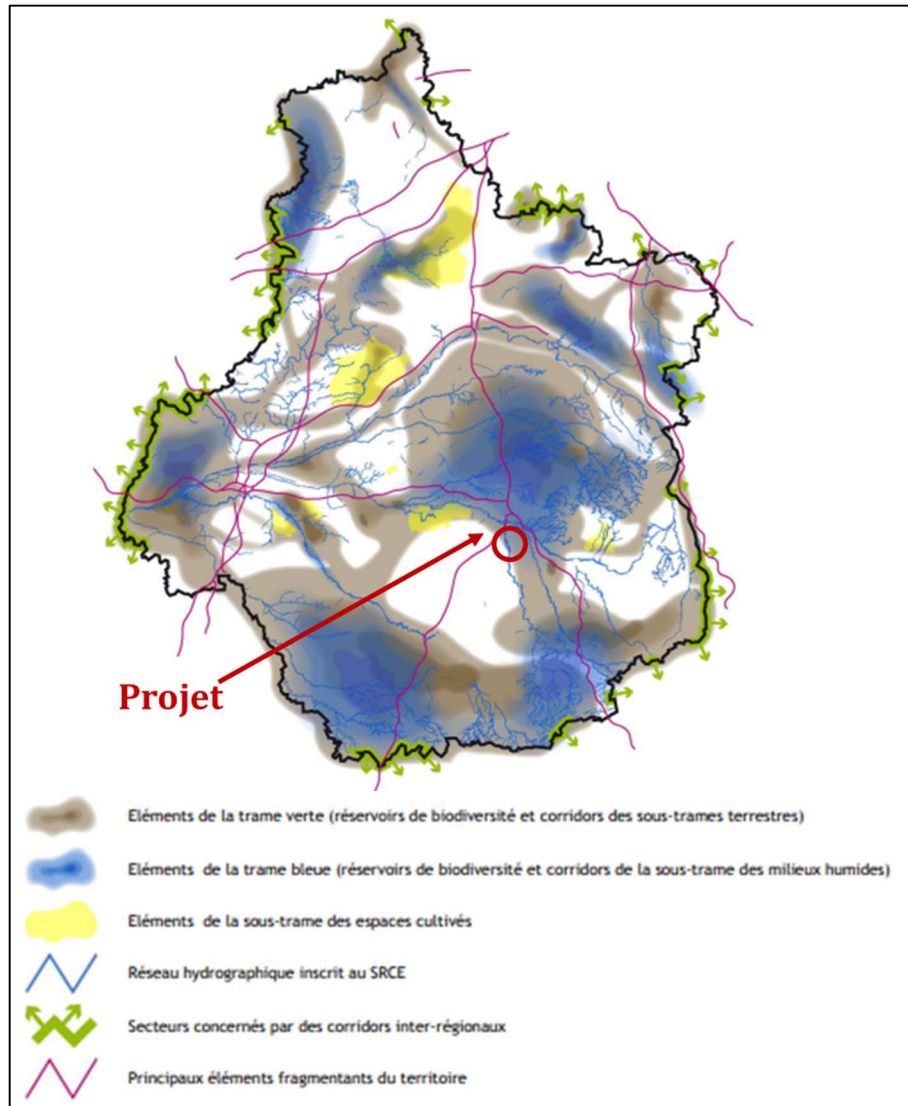 Projet
Eléments de la trame verte (réservoirs de biodiversité et corridors des sous-trames terrestres)
Eléments de la trame bleue (réservoirs de biodiversité et corridors de la sous-trame des milieux humides)
Eléments de la sous-trame des espaces cultivés
Réseau hydrographique inscrit au SRCE
Secteurs concernés par des corridors inter-régionaux
Principaux éléments fragmentants du territoire